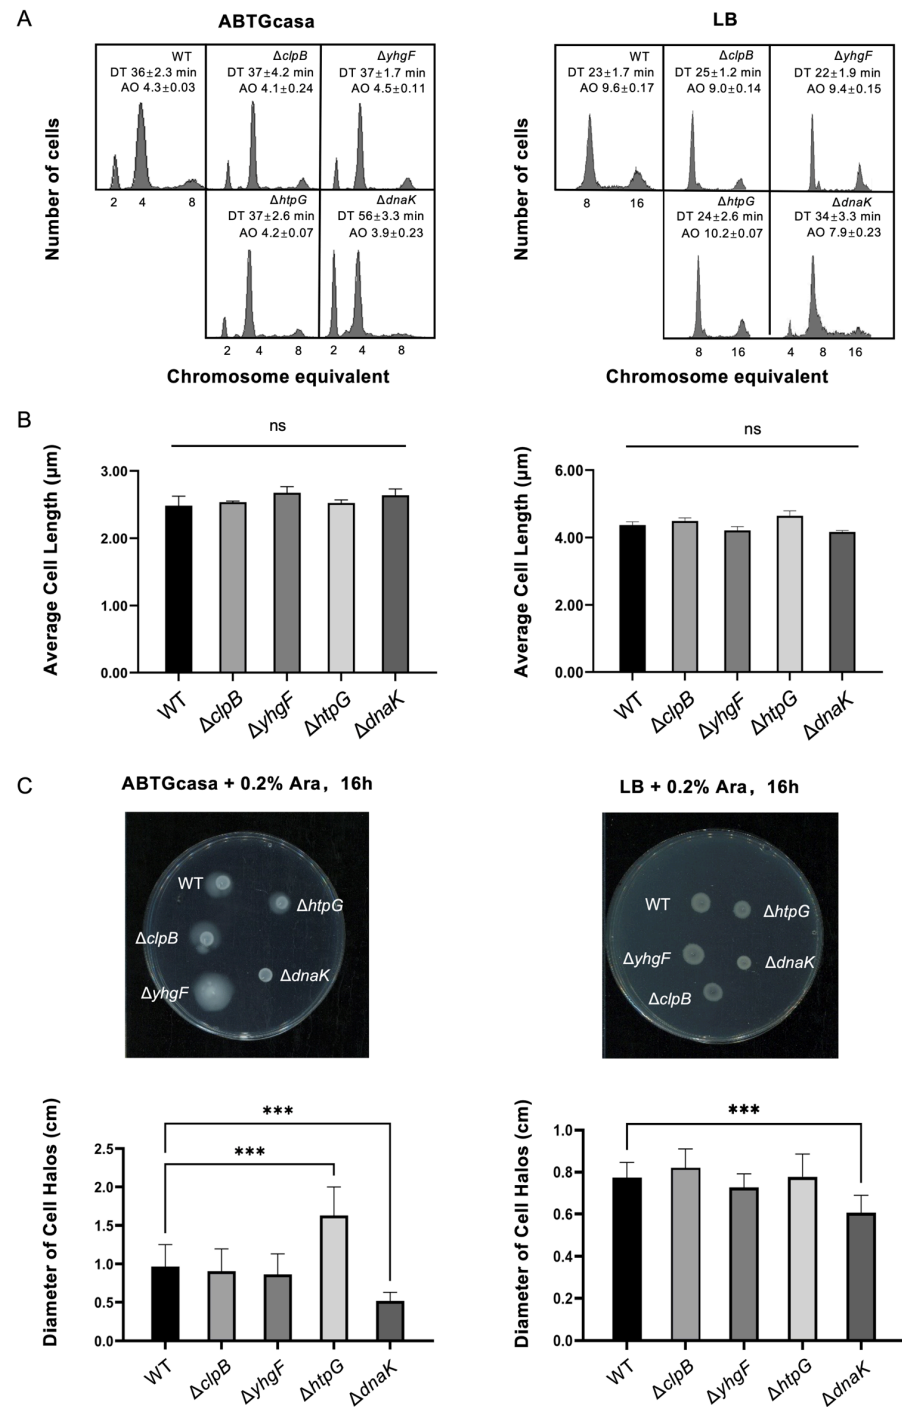 A
ABTGcasa
LB
Number of cells
WT
DT 36±2.3 min
AO 4.3±0.03
ΔclpB
DT 37±4.2 min
AO 4.1±0.24
ΔyhgF
DT 37±1.7 min
AO 4.5±0.11
2 4 8
ΔhtpG
DT 37±2.6 min
AO 4.2±0.07
ΔdnaK
DT 56±3.3 min
AO 3.9±0.23
2 4 8
2 4 8
Chromosome equivalent
Number of cells
WT
DT 23±1.7 min
AO 9.6±0.17
ΔclpB
DT 25±1.2 min
AO 9.0±0.14
ΔyhgF
DT 22±1.9 min
AO 9.4±0.15
8 16
ΔhtpG
DT 24±2.6 min
AO 10.2±0.07
ΔdnaK
DT 34±3.3 min
AO 7.9±0.23
8 16
4 8 16
Chromosome equivalent
B
Average Cell Length (μm)
ns
3.00
2.00
1.00
0.00
WT ΔclpB ΔyhgF ΔhtpG ΔdnaK
Average Cell Length (μm)
ns
6.00
4.00
2.00
0.00
WT ΔclpB ΔyhgF ΔhtpG ΔdnaK
C
ABTGcasa + 0.2% Ara, 16h
WT
ΔhtpG
ΔclpB
ΔdnaK
ΔyhgF
LB + 0.2% Ara, 16h
WT
ΔhtpG
ΔyhgF
ΔdnaK
ΔclpB
Diameter of Cell Halos (cm)
***
***
2.5
2.0
1.5
1.0
0.5
0.0
WT ΔclpB ΔyhgF ΔhtpG ΔdnaK
Diameter of Cell Halos (cm)
***
1.0
0.8
0.6
0.4
0.2
0.0
WT ΔclpB ΔyhgF ΔhtpG ΔdnaK